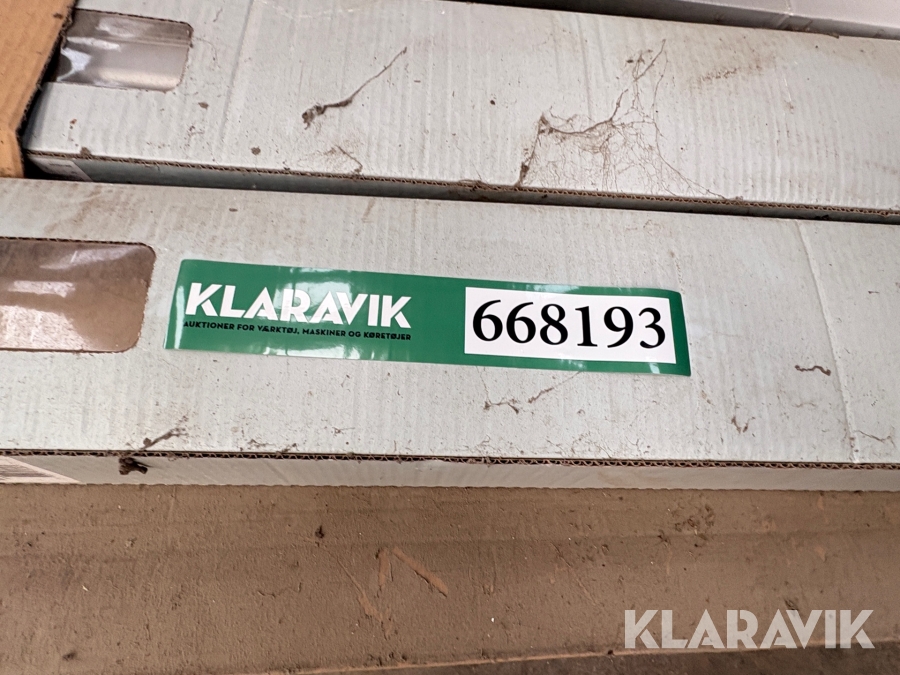 KLARAVIK
AUKTIONER FOR VÆRKTØJ, MASKINER OG KØRETØJER
668193
KLARAVIK